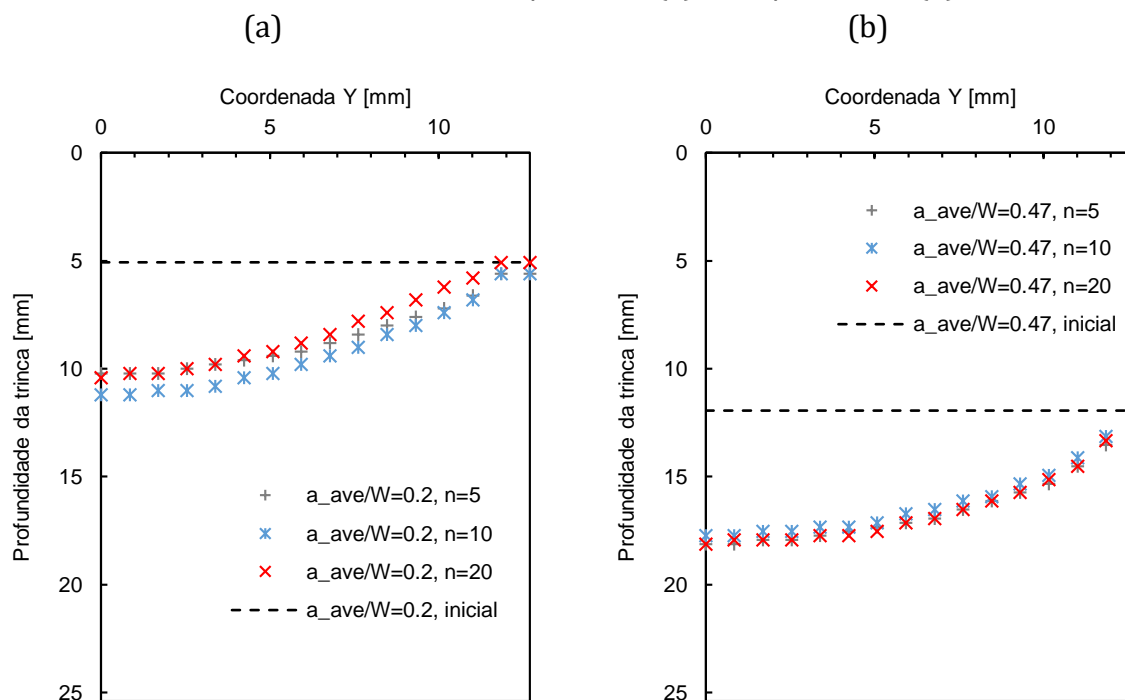 (a)
Coordenada Y [mm]
0 5 10
0
5
10
15
20
25
Profundidade da trinca [mm]
a_ave/W=0.2, n=5
a_ave/W=0.2, n=10
a_ave/W=0.2, n=20
a_ave/W=0.2, inicial
(b)
Coordenada Y [mm]
0 5 10
0
5
10
15
20
25
Profundidade da trinca [mm]
a_ave/W=0.47, n=5
a_ave/W=0.47, n=10
a_ave/W=0.47, n=20
a_ave/W=0.47, inicial